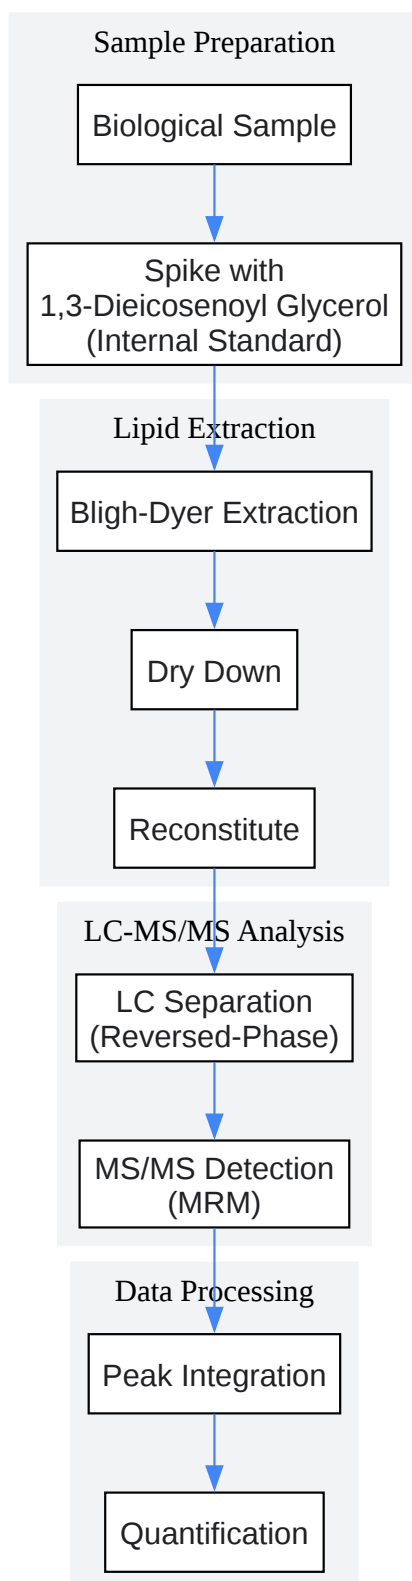 Sample Preparation
Biological Sample
Spike with
1,3-Dieicosenoyl Glycerol
(Internal Standard)
Lipid Extraction
Bligh-Dyer Extraction
Dry Down
Reconstitute
LC-MS/MS Analysis
LC Separation
(Reversed-Phase)
MS/MS Detection
(MRM)
Data Processing
Peak Integration
Quantification